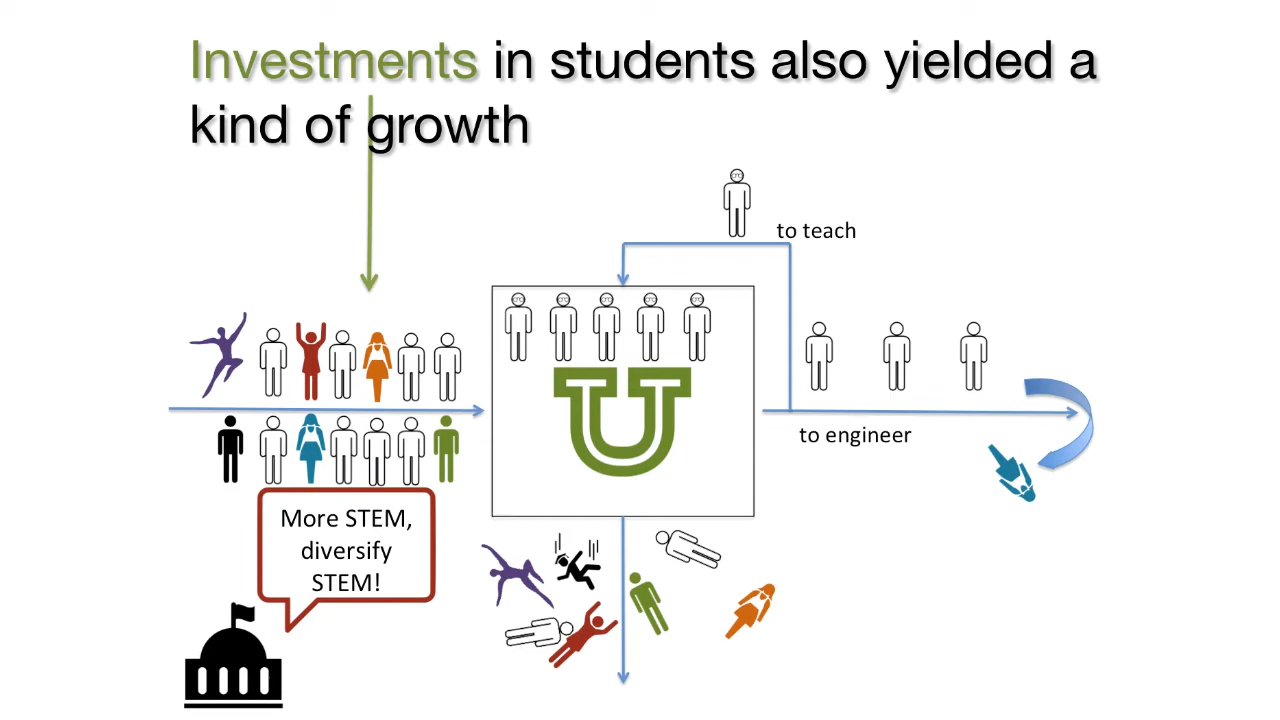 Investments in students also yielded a
kind of growth
to teach
U
to engineer
More STEM,
diversify
STEM!